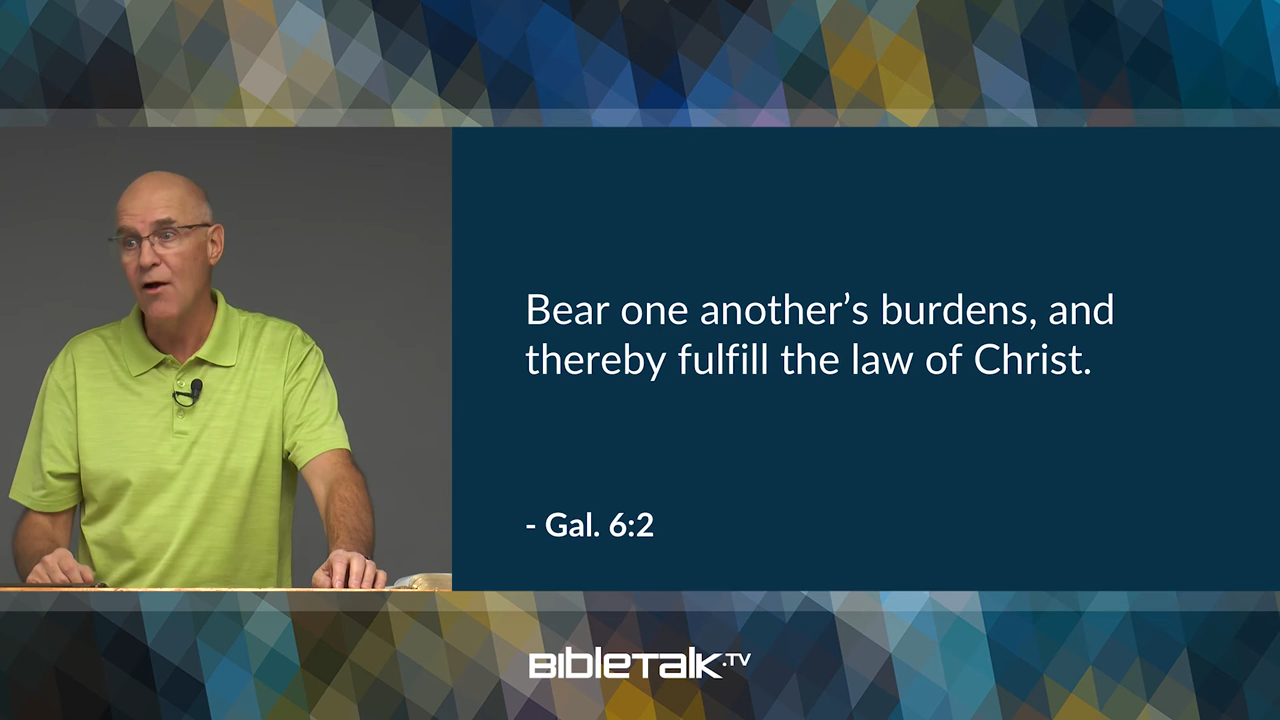 Bear one another’s burdens, and
thereby fulfill the law of Christ.
- Gal. 6:2
BibleTalk.TV